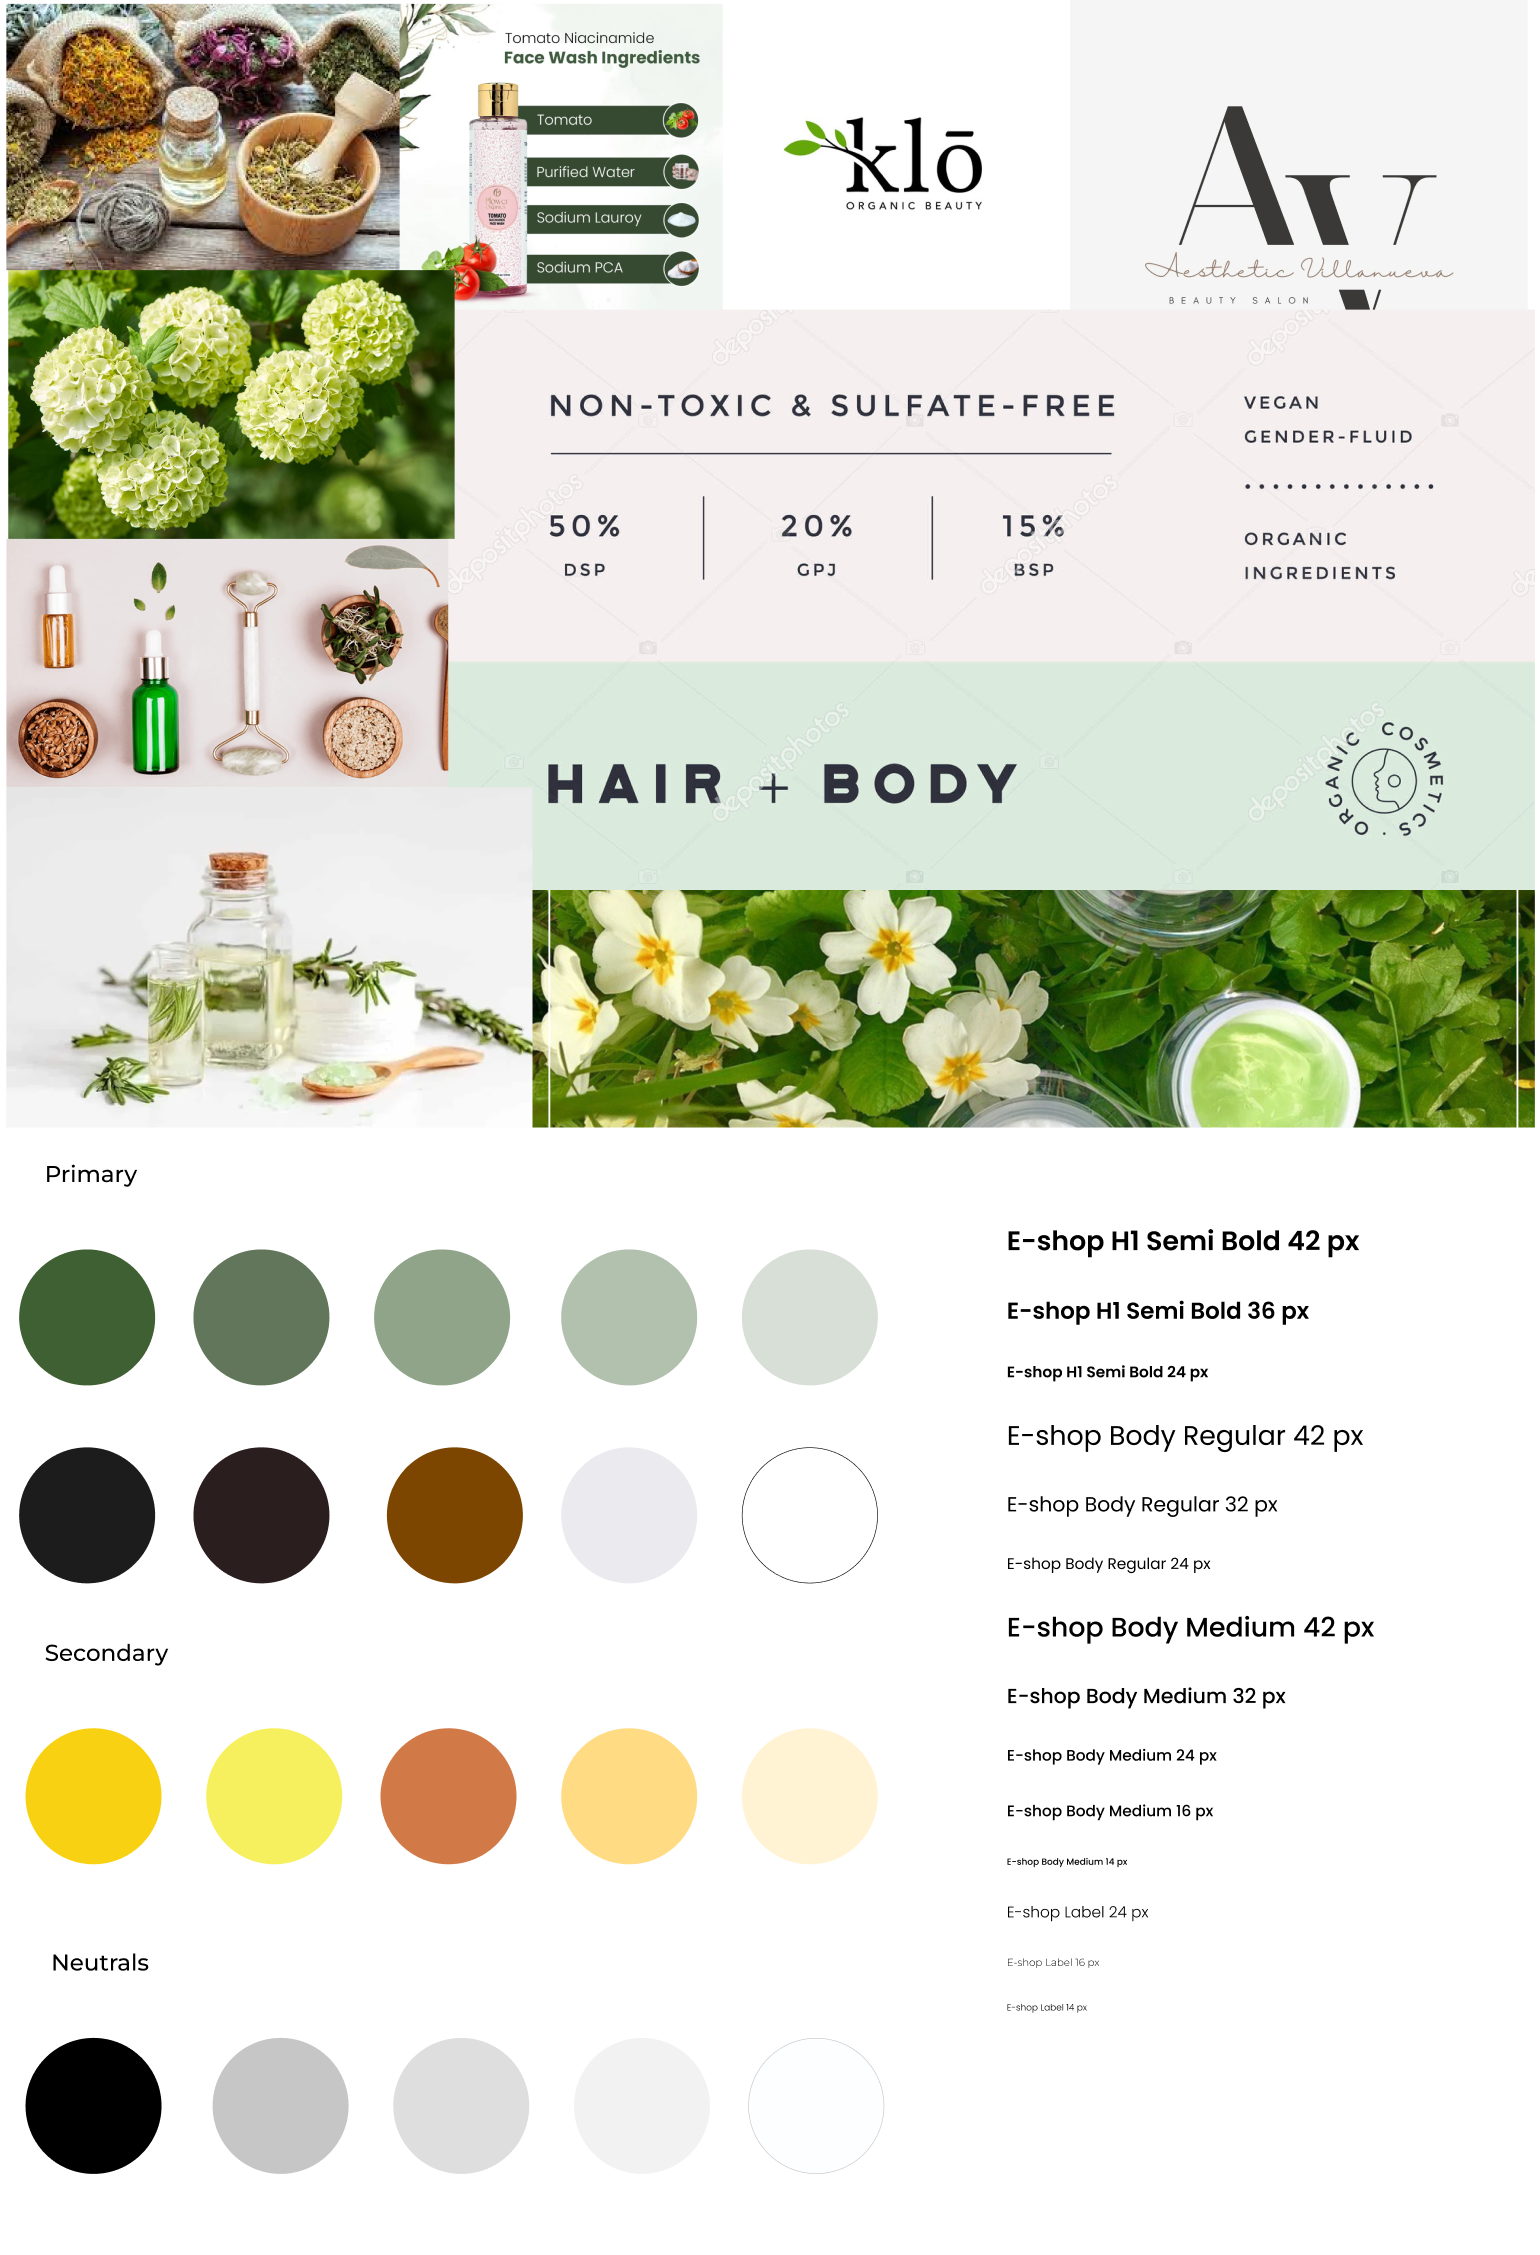 Tomato Niacinamide
Face Wash Ingredients
Tomato
Purified Water
Sodium Lauroy
Sodium PCA
TOMATO
klō
ORGANIC BEAUTY
AV
Aesthetic Villanueva
BEAUTY SALON
NON-TOXIC & SULFATE-FREE
50%
DSP
20%
GPJ
15%
BSP
VEGAN
GENDER-FLUID
ORGANIC
INGREDIENTS
depositphotos
depositphotos
depositphotos
depositphotos
HAIR + BODY
ORGANIC COSMETICS ·
Primary
Secondary
Neutrals
E-shop H1 Semi Bold 42 px
E-shop H1 Semi Bold 36 px
E-shop H1 Semi Bold 24 px
E-shop Body Regular 42 px
E-shop Body Regular 32 px
E-shop Body Regular 24 px
E-shop Body Medium 42 px
E-shop Body Medium 32 px
E-shop Body Medium 24 px
E-shop Body Medium 16 px
E-shop Body Medium 14 px
E-shop Label 24 px
E-shop Label 16 px
E-shop Label 14 px